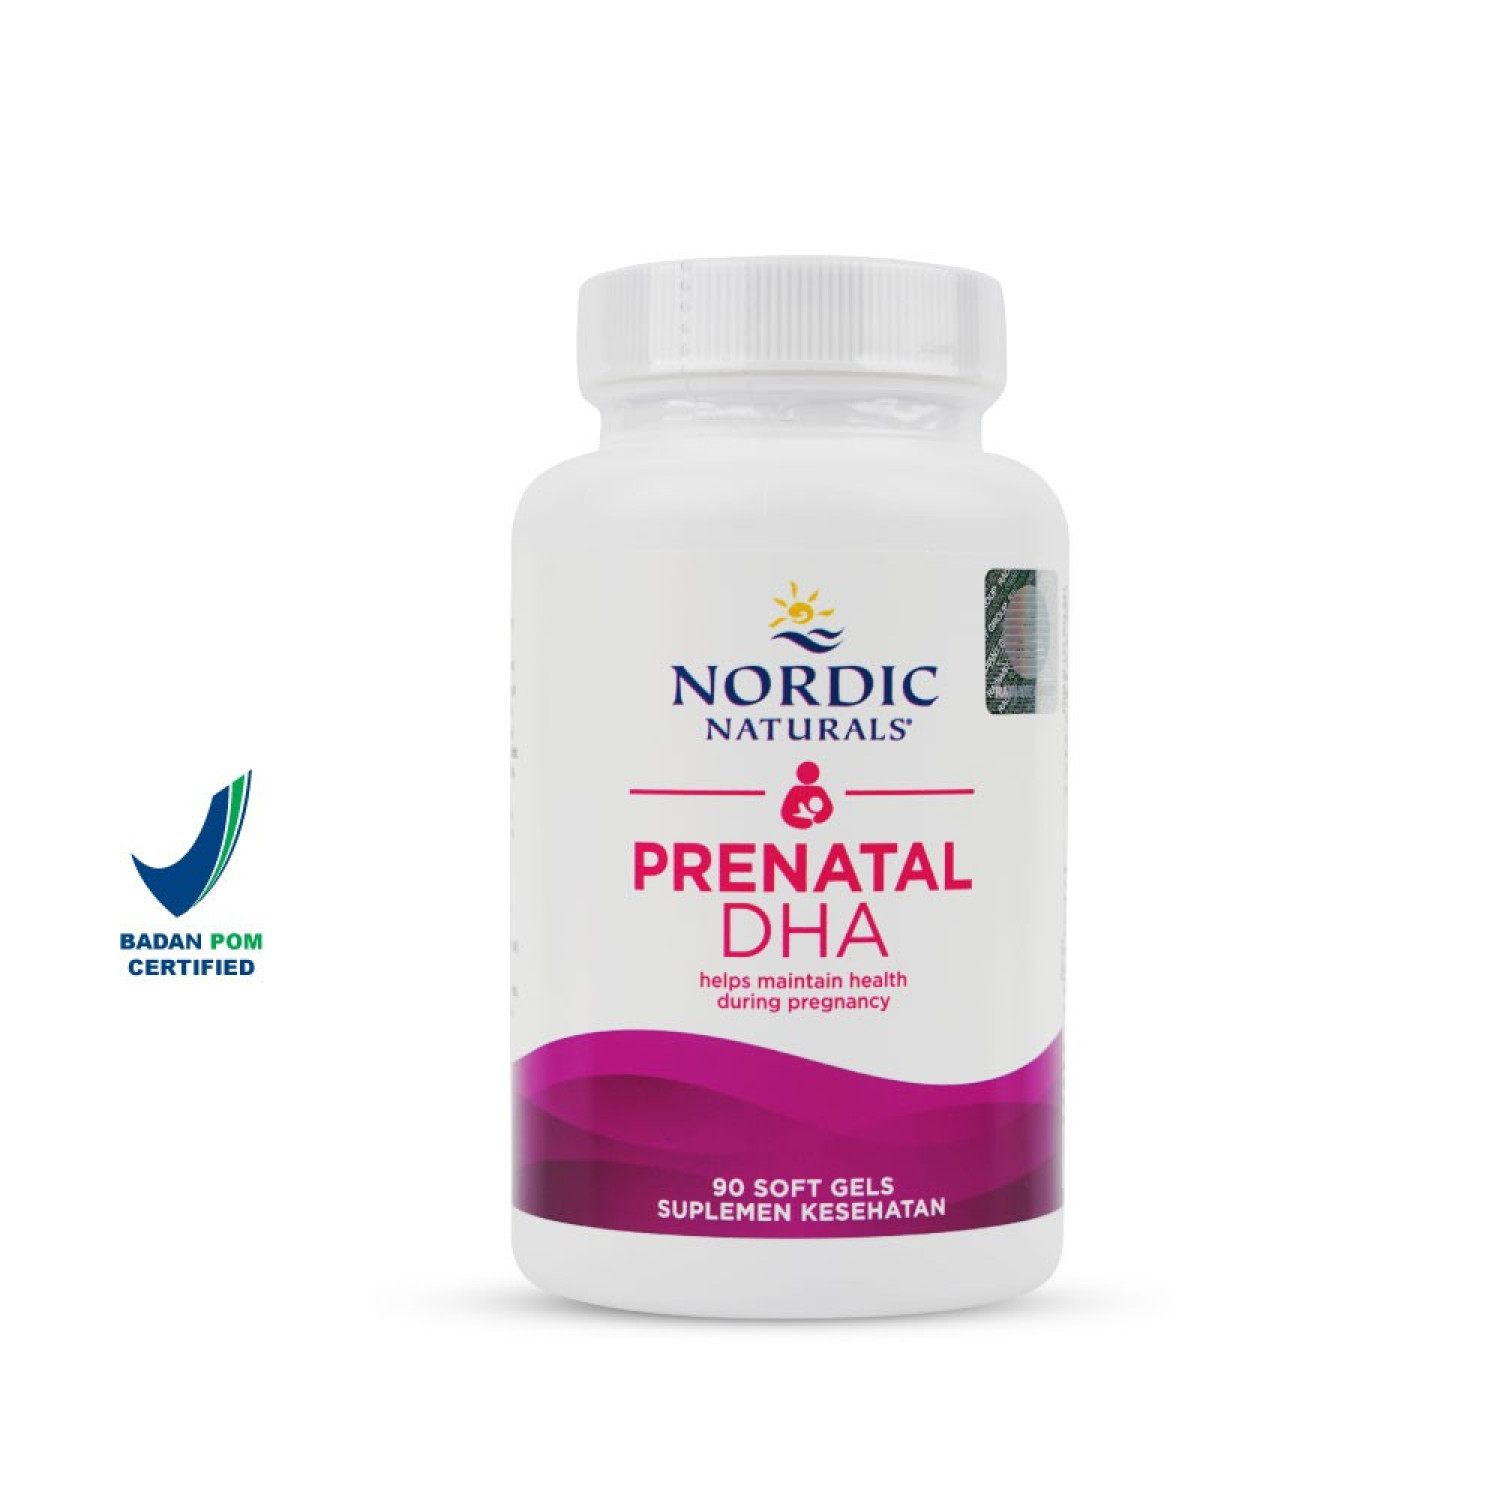 NORDIC
NATURALS®
PRENATAL
DHA
helps maintain health
during pregnancy
90 SOFT GELS
SUPLEMEN KESEHATAN
BADAN POM
CERTIFIED